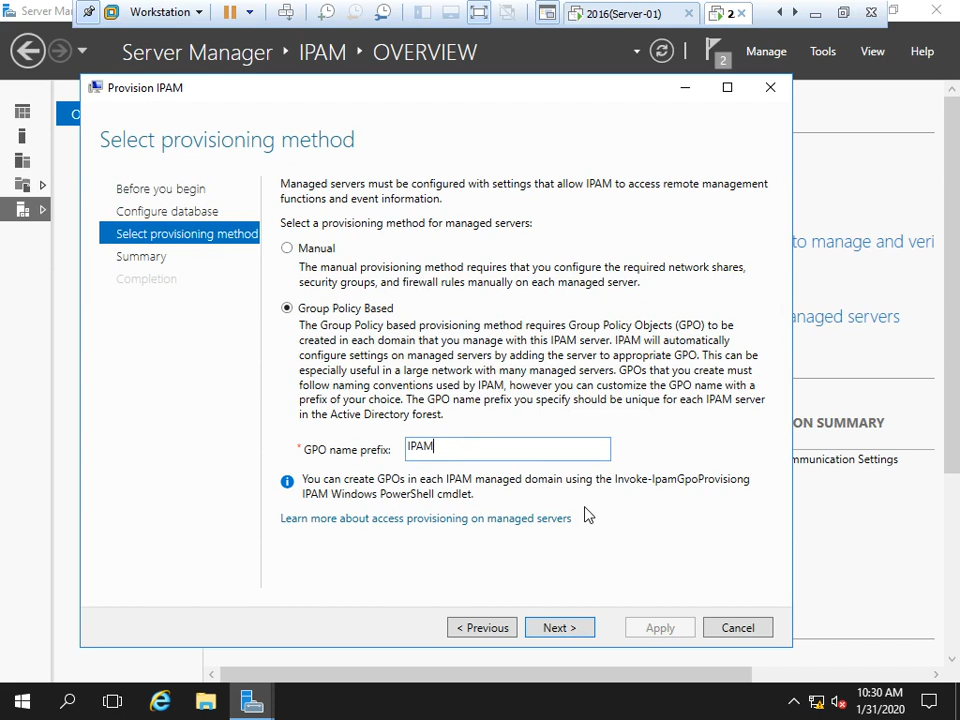 Server Man
Workstation
2016(Server-01)
2
Server Manager
IPAM
OVERVIEW
2
Manage
Tools
View
Help
Provision IPAM
O
Select provisioning method
Before you begin
Configure database
Select provisioning method
Summary
Completion
Managed servers must be configured with settings that allow IPAM to access remote management
functions and event information.
Select a provisioning method for managed servers:
Manual
The manual provisioning method requires that you configure the required network shares,
security groups, and firewall rules manually on each managed server.
Group Policy Based
The Group Policy based provisioning method requires Group Policy Objects (GPO) to be
created in each domain that you manage with this IPAM server. IPAM will automatically
configure settings on managed servers by adding the server to appropriate GPO. This can be
especially useful in a large network with many managed servers. GPOs that you create must
follow naming conventions used by IPAM, however you can customize the GPO name with a
prefix of your choice. The GPO name prefix you specify should be unique for each IPAM server
in the Active Directory forest.
* GPO name prefix: IPAM
You can create GPOs in each IPAM managed domain using the Invoke-IpamGpoProvisiong
IPAM Windows PowerShell cmdlet.
Learn more about access provisioning on managed servers
to manage and veri
anaged servers
ON SUMMARY
mmunication Settings
< Previous
Next >
Apply
Cancel
10:30 AM
1/31/2020